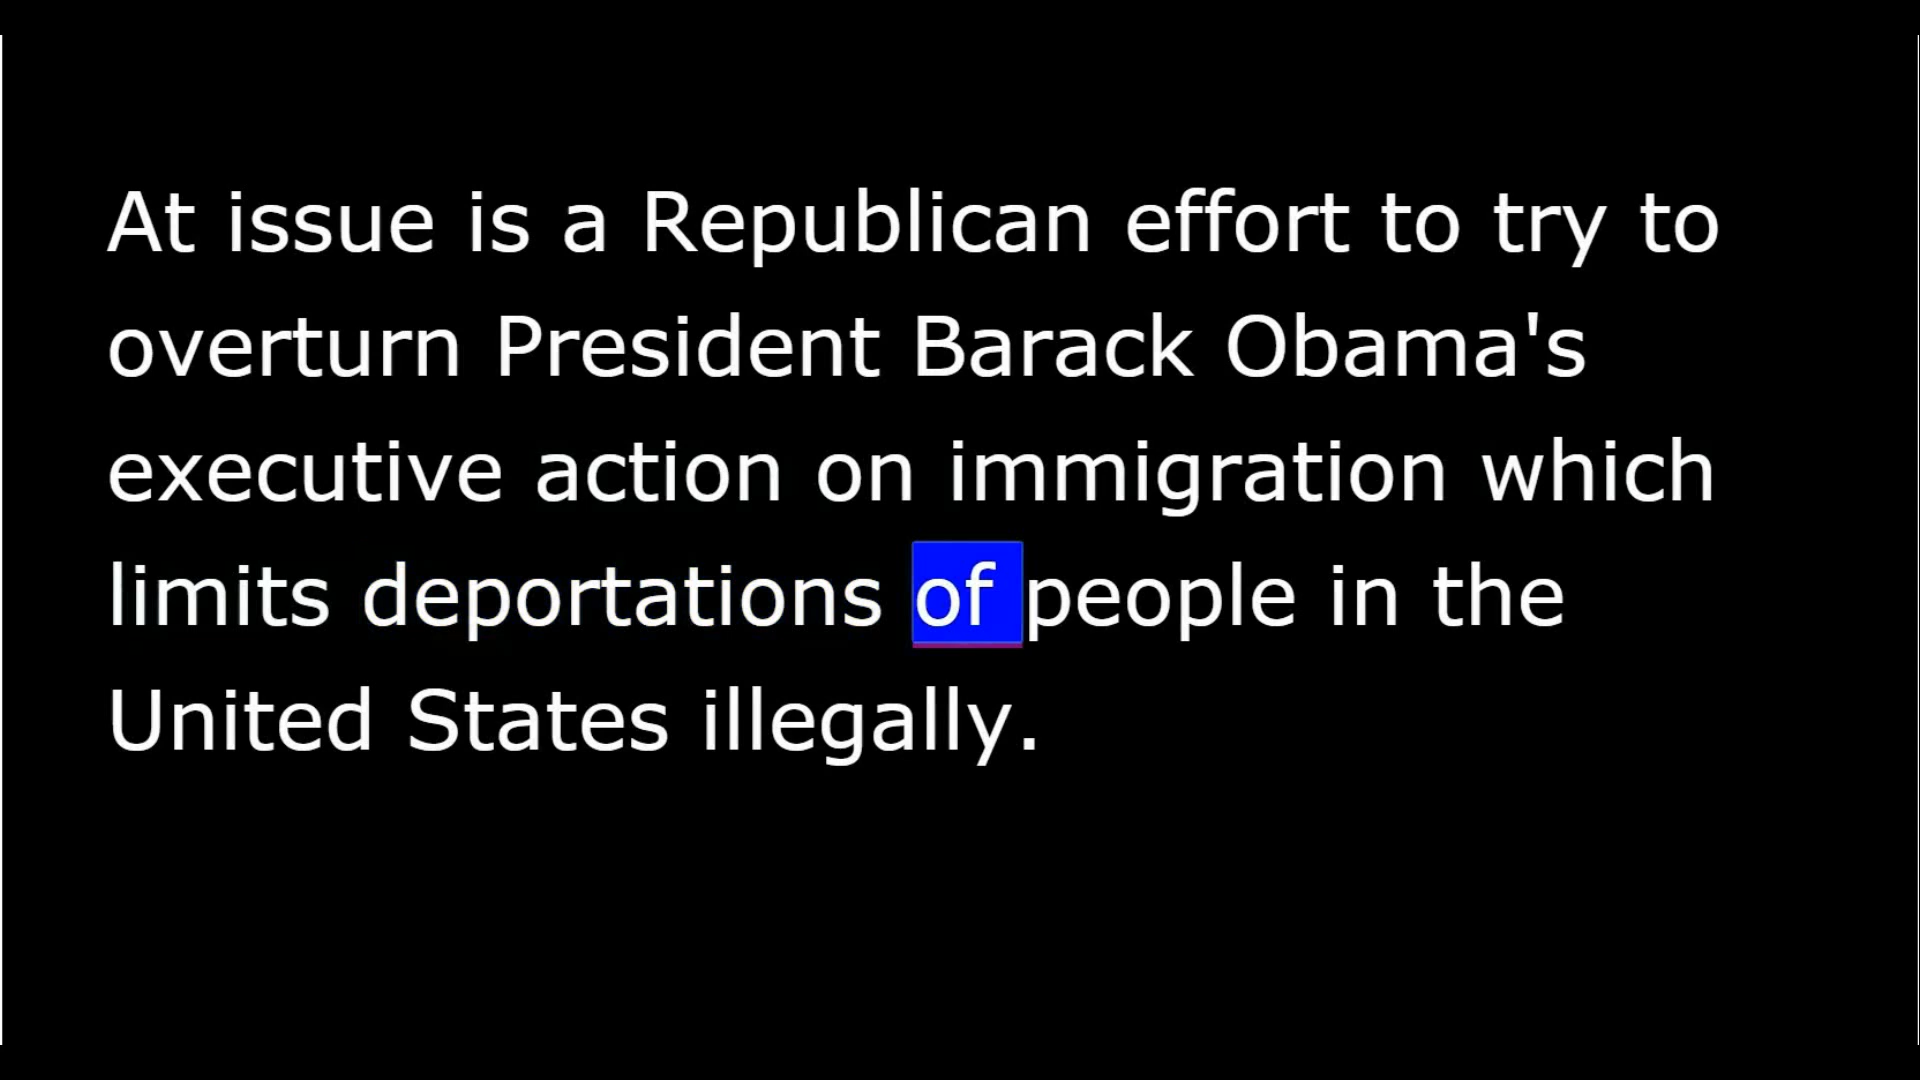 At issue is a Republican effort to try to
overturn President Barack Obama's
executive action on immigration which
limits deportations of people in the
United States illegally.